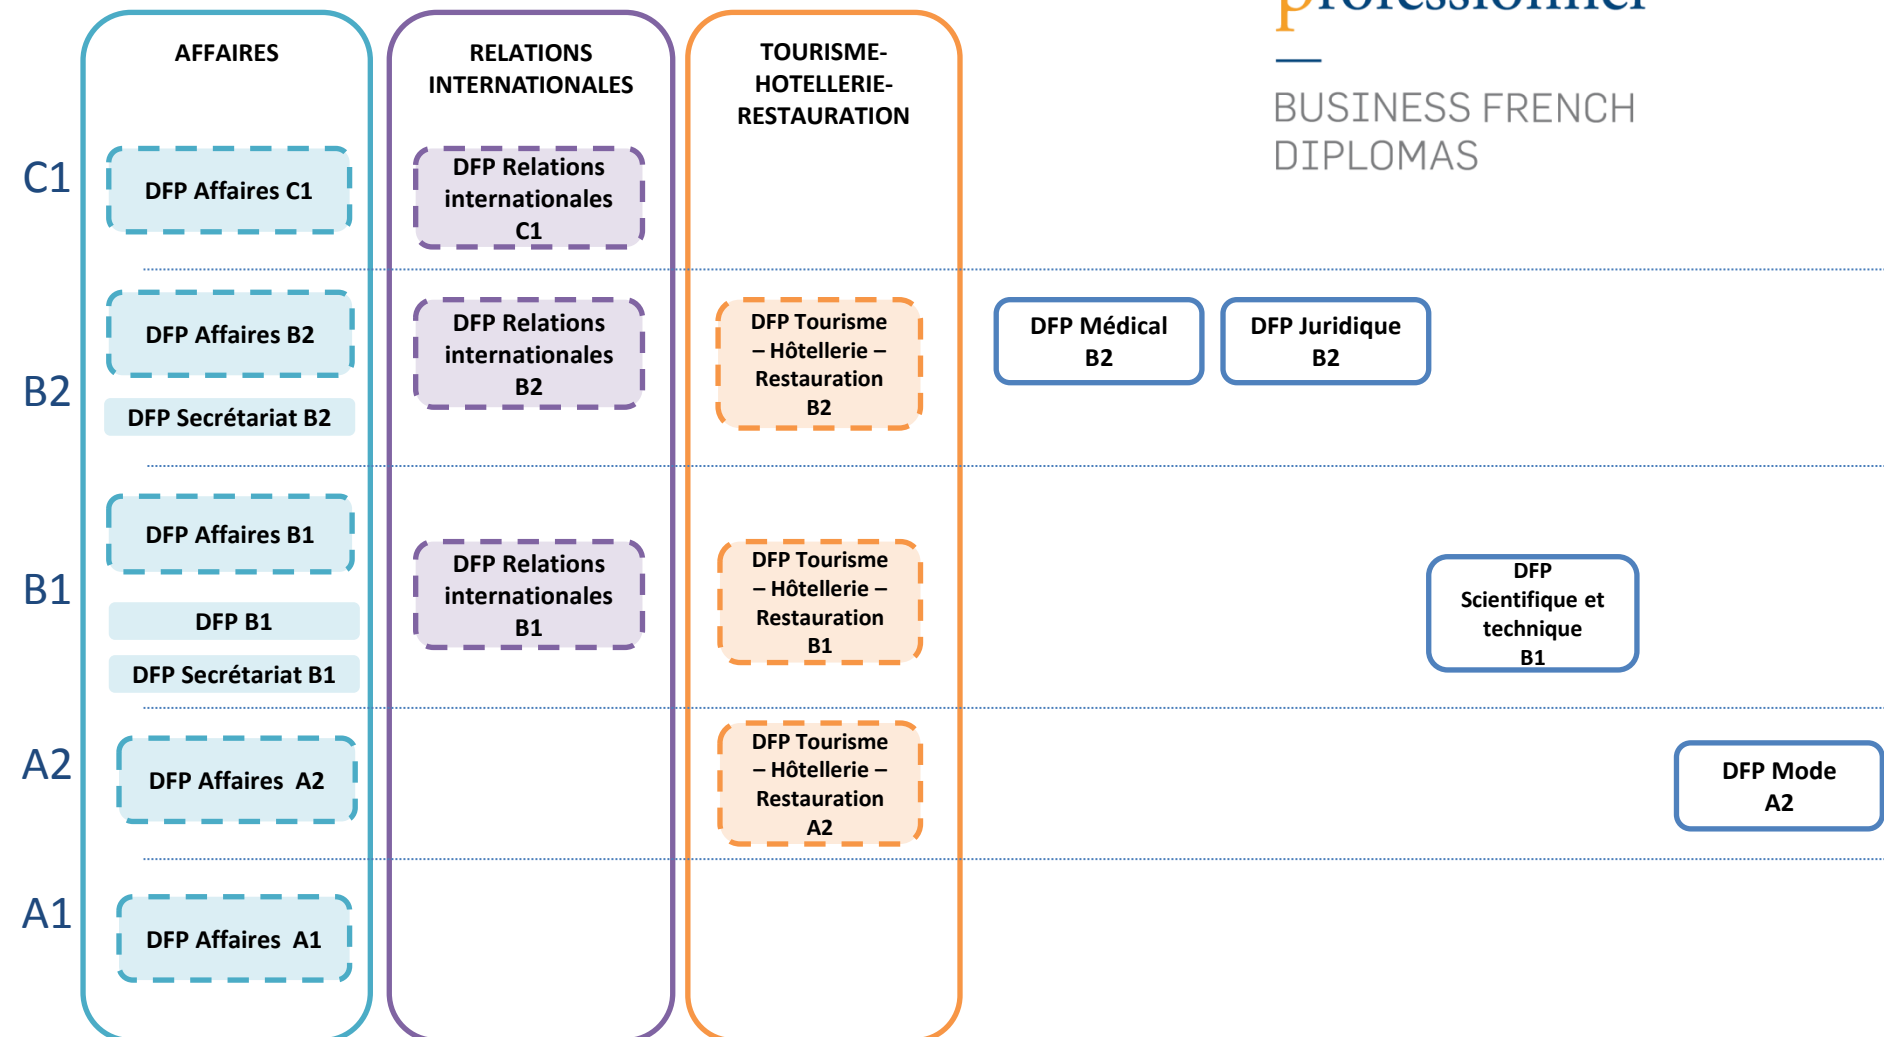 professionnel
BUSINESS FRENCH
DIPLOMAS
AFFAIRES
RELATIONS
INTERNATIONALES
TOURISME-
HOTELLERIE-
RESTAURATION
C1
DFP Affaires C1
DFP Relations
internationales
C1
B2
DFP Affaires B2
DFP Secrétariat B2
DFP Relations
internationales
B2
DFP Tourisme
– Hôtellerie –
Restauration
B2
DFP Médical
B2
DFP Juridique
B2
B1
DFP Affaires B1
DFP B1
DFP Secrétariat B1
DFP Relations
internationales
B1
DFP Tourisme
– Hôtellerie –
Restauration
B1
DFP
Scientifique et
technique
B1
A2
DFP Affaires  A2
DFP Tourisme
– Hôtellerie –
Restauration
A2
DFP Mode
A2
A1
DFP Affaires  A1